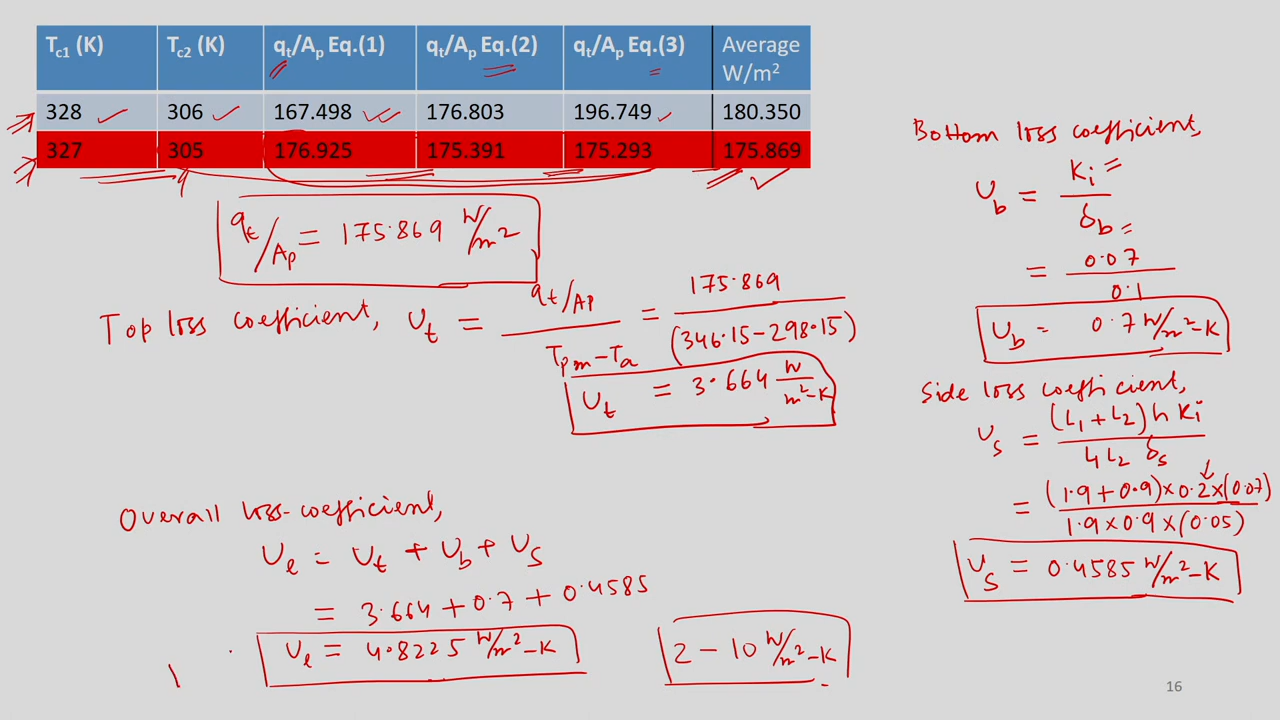 Tc1 (K) Tc2 (K) qt/Ap Eq.(1) qt/Ap Eq.(2) qt/Ap Eq.(3) Average W/m2
328 306 167.498 176.803 196.749 180.350
327 305 176.925 175.391 175.293 175.869
qt/Ap = 175.869 W/m2
Top loss coefficient, Ut = qt/Ap / Tpm-Ta = 175.869 / (346.15-298.15)
Ut = 3.664 W/m2-K
Overall loss-coefficient,
Ul = Ut + Ub + Us
= 3.664 + 0.7 + 0.4585
Ul = 4.8225 W/m2-K
2 - 10 W/m2-K
Bottom loss coefficient,
Ub = Ki / δb
= 0.07 / 0.1
Ub = 0.7 W/m2-K
Side loss coefficient,
Us = (L1+L2) h Ki / L1 L2 δs
= (1.9+0.9)×0.2×(0.07) / 1.9×0.9×(0.05)
Us = 0.4585 W/m2-K
16